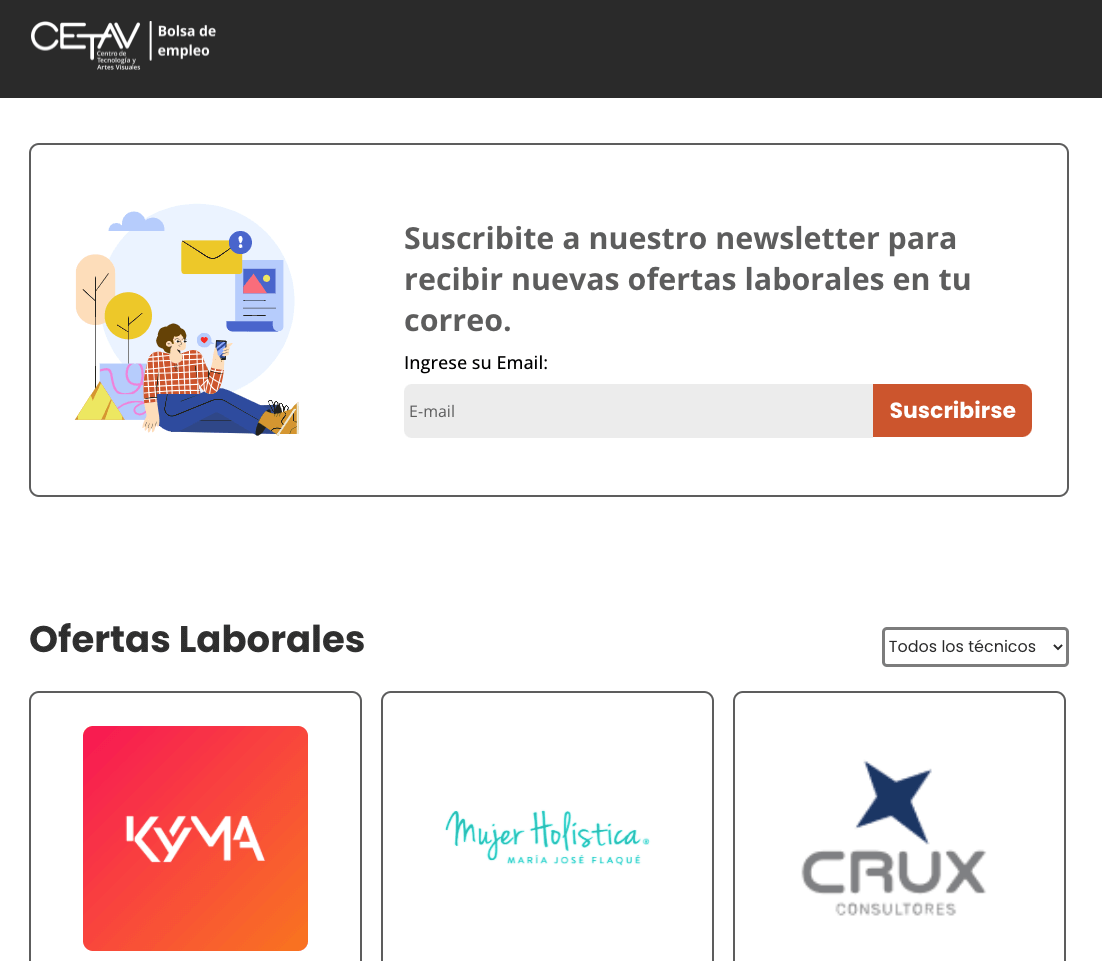 CETAV
Centro de
Tecnología y
Artes Visuales
Bolsa de
empleo
Suscribite a nuestro newsletter para
recibir nuevas ofertas laborales en tu
correo.
Ingrese su Email:
E-mail
Suscribirse
Ofertas Laborales
Todos los técnicos
KYMA
Mujer Holística®
MARÍA JOSÉ FLAQUÉ
CRUX
CONSULTORES